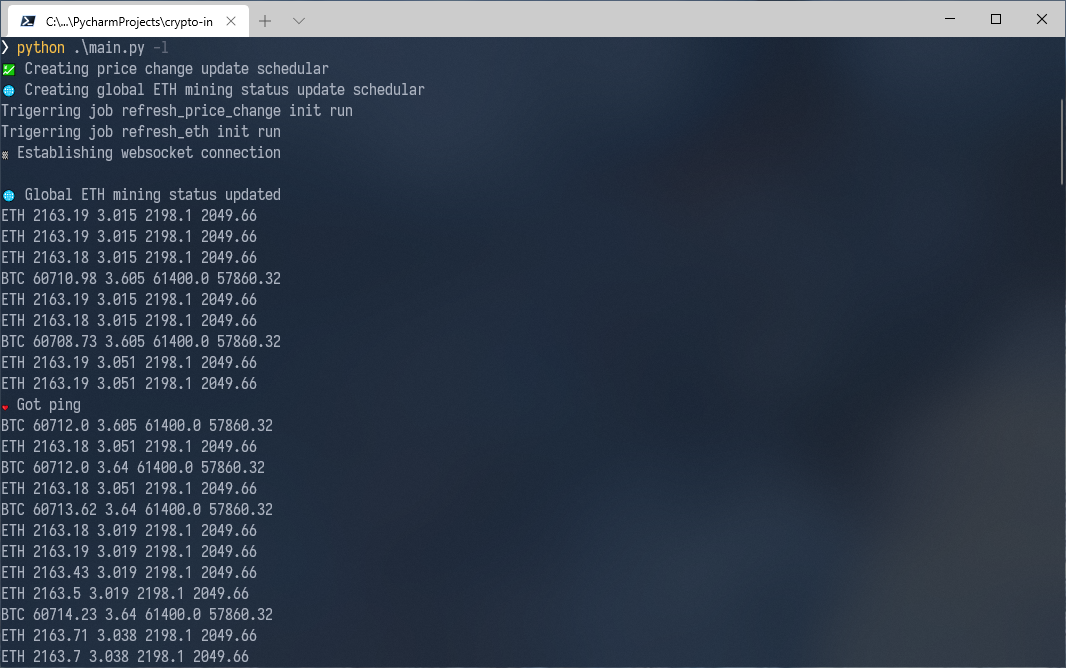 C:\...\PycharmProjects\crypto-in
❯ python .\main.py -l
Creating price change update schedular
Creating global ETH mining status update schedular
Trigerring job refresh_price_change init run
Trigerring job refresh_eth init run
Establishing websocket connection
Global ETH mining status updated
ETH 2163.19 3.015 2198.1 2049.66
ETH 2163.19 3.015 2198.1 2049.66
ETH 2163.18 3.015 2198.1 2049.66
BTC 60710.98 3.605 61400.0 57860.32
ETH 2163.19 3.015 2198.1 2049.66
ETH 2163.18 3.015 2198.1 2049.66
BTC 60708.73 3.605 61400.0 57860.32
ETH 2163.19 3.051 2198.1 2049.66
ETH 2163.19 3.051 2198.1 2049.66
Got ping
BTC 60712.0 3.605 61400.0 57860.32
ETH 2163.18 3.051 2198.1 2049.66
BTC 60712.0 3.64 61400.0 57860.32
ETH 2163.18 3.051 2198.1 2049.66
BTC 60713.62 3.64 61400.0 57860.32
ETH 2163.18 3.019 2198.1 2049.66
ETH 2163.19 3.019 2198.1 2049.66
ETH 2163.43 3.019 2198.1 2049.66
ETH 2163.5 3.019 2198.1 2049.66
BTC 60714.23 3.64 61400.0 57860.32
ETH 2163.71 3.038 2198.1 2049.66
ETH 2163.7 3.038 2198.1 2049.66